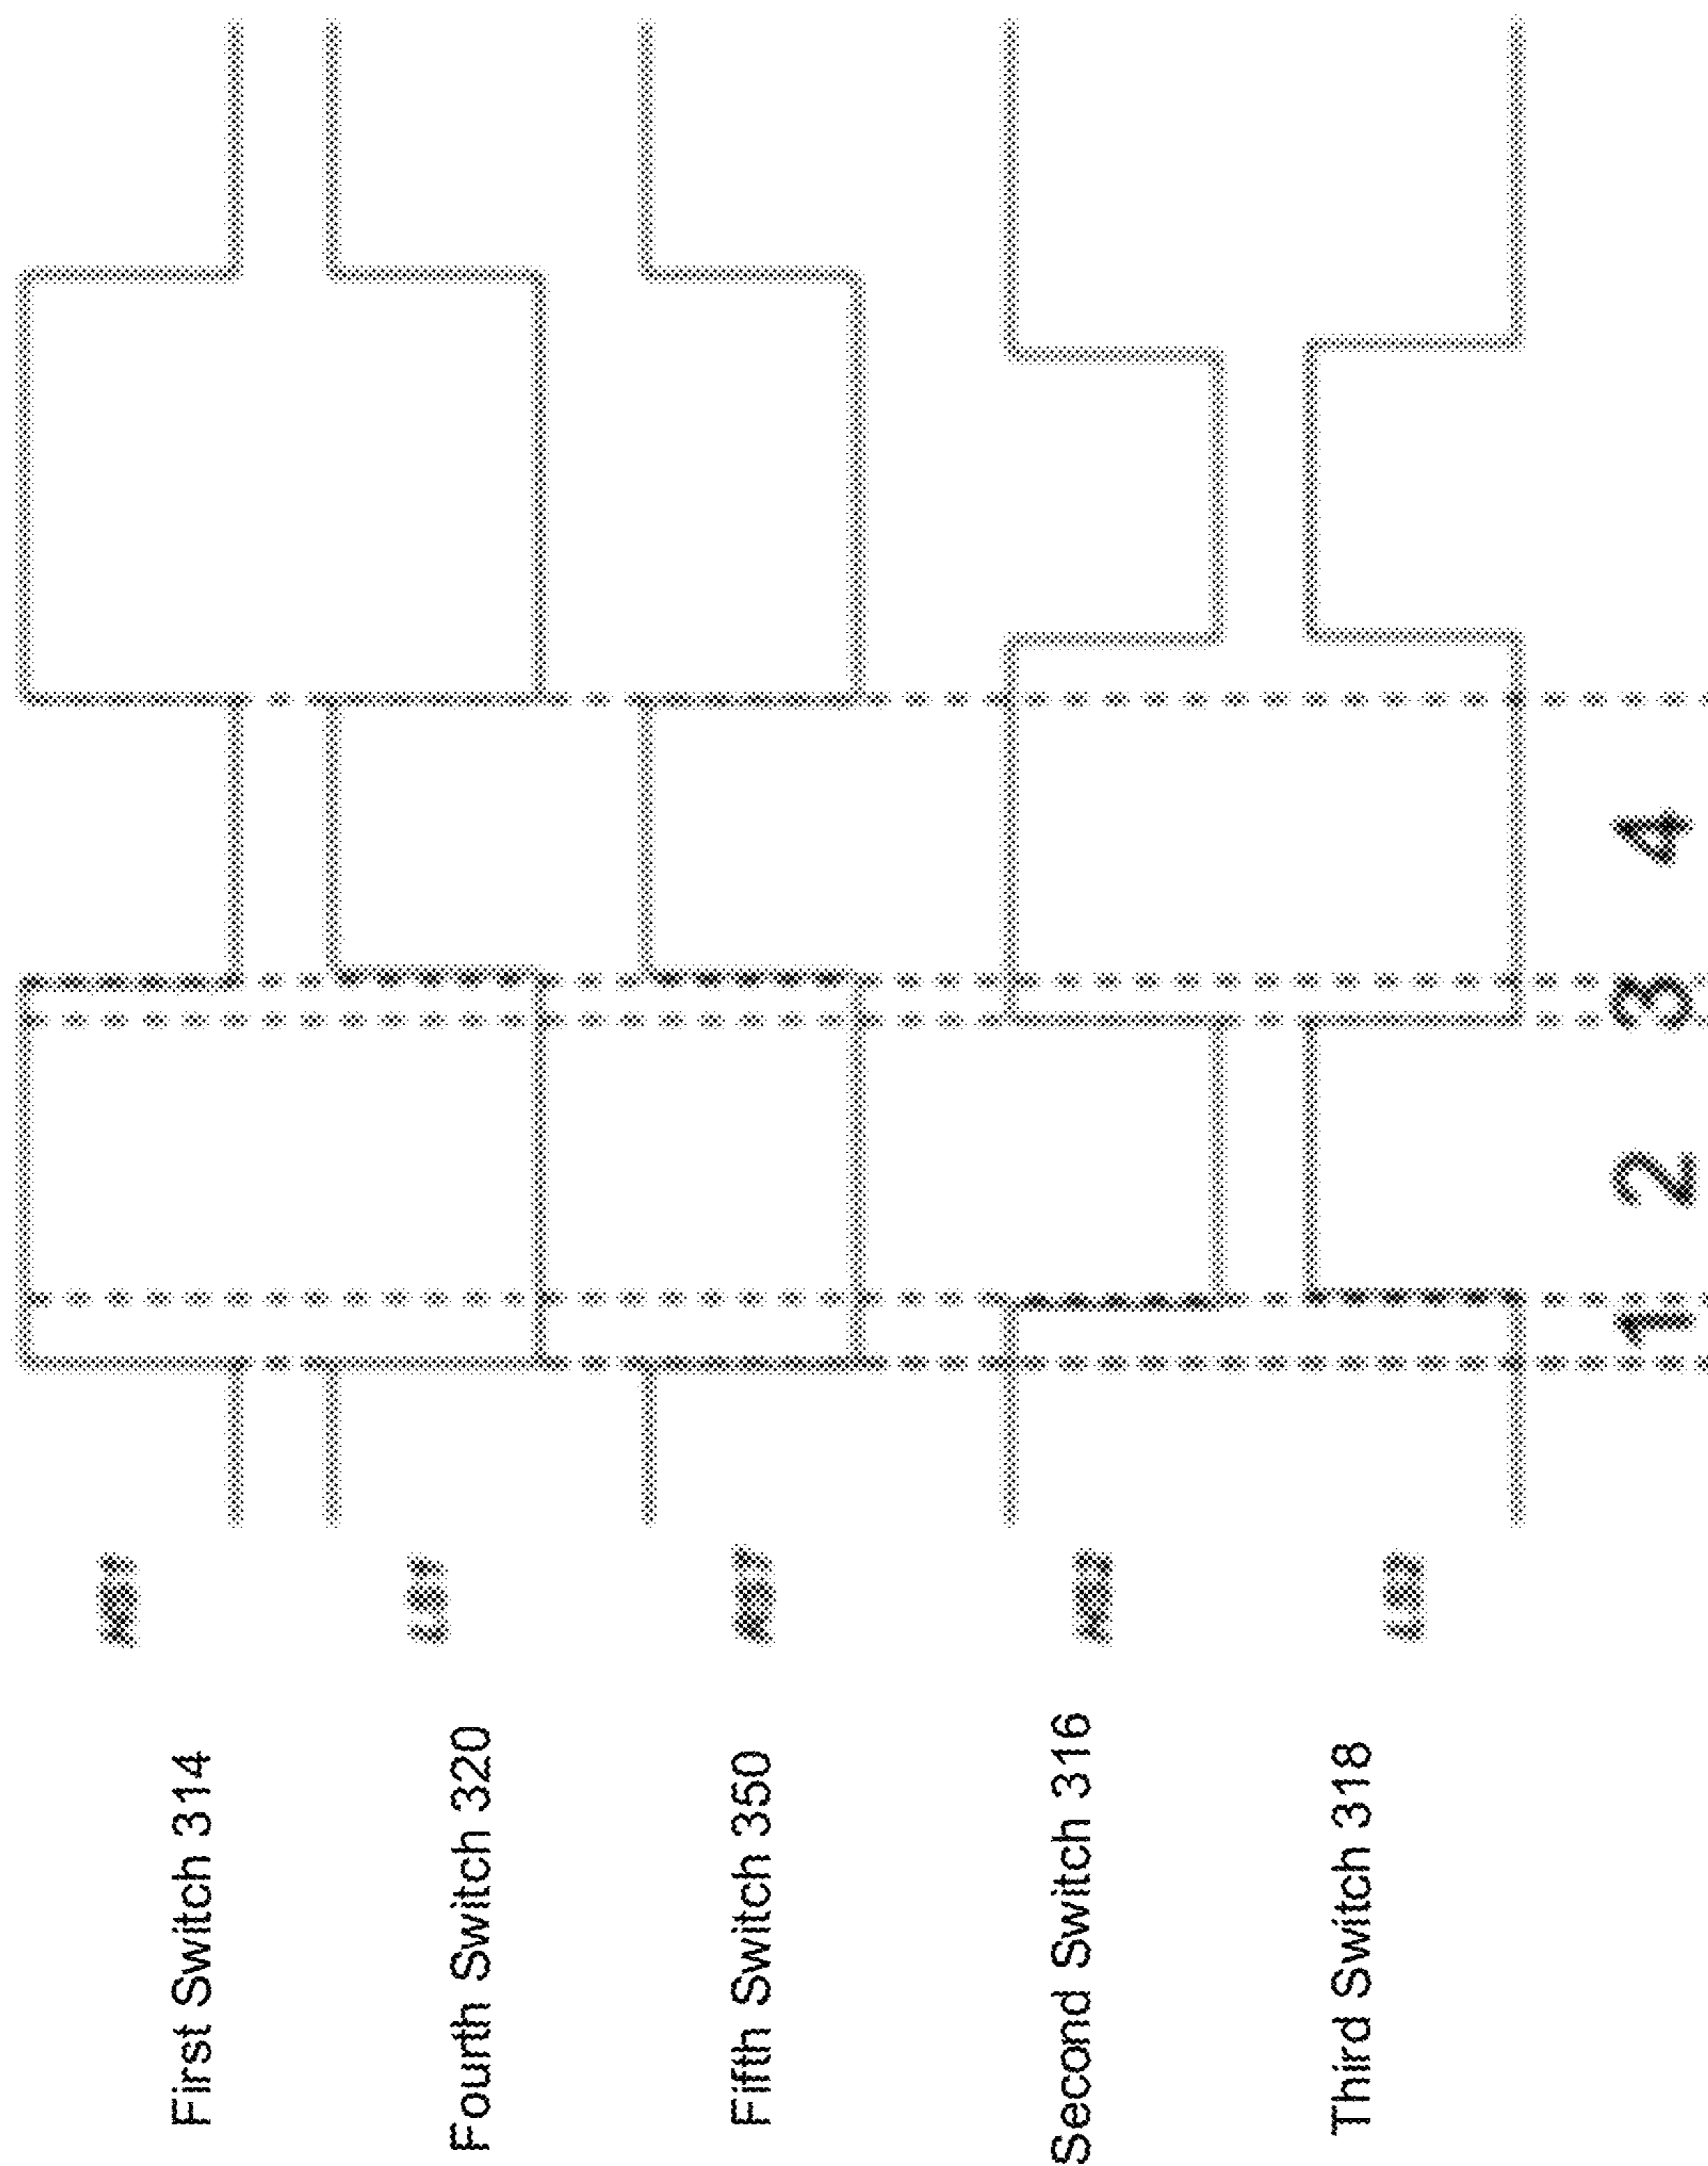 First Switch 314
Fourth Switch 320
Fifth Switch 350
Second Switch 316
Third Switch 318
1 2 3 4